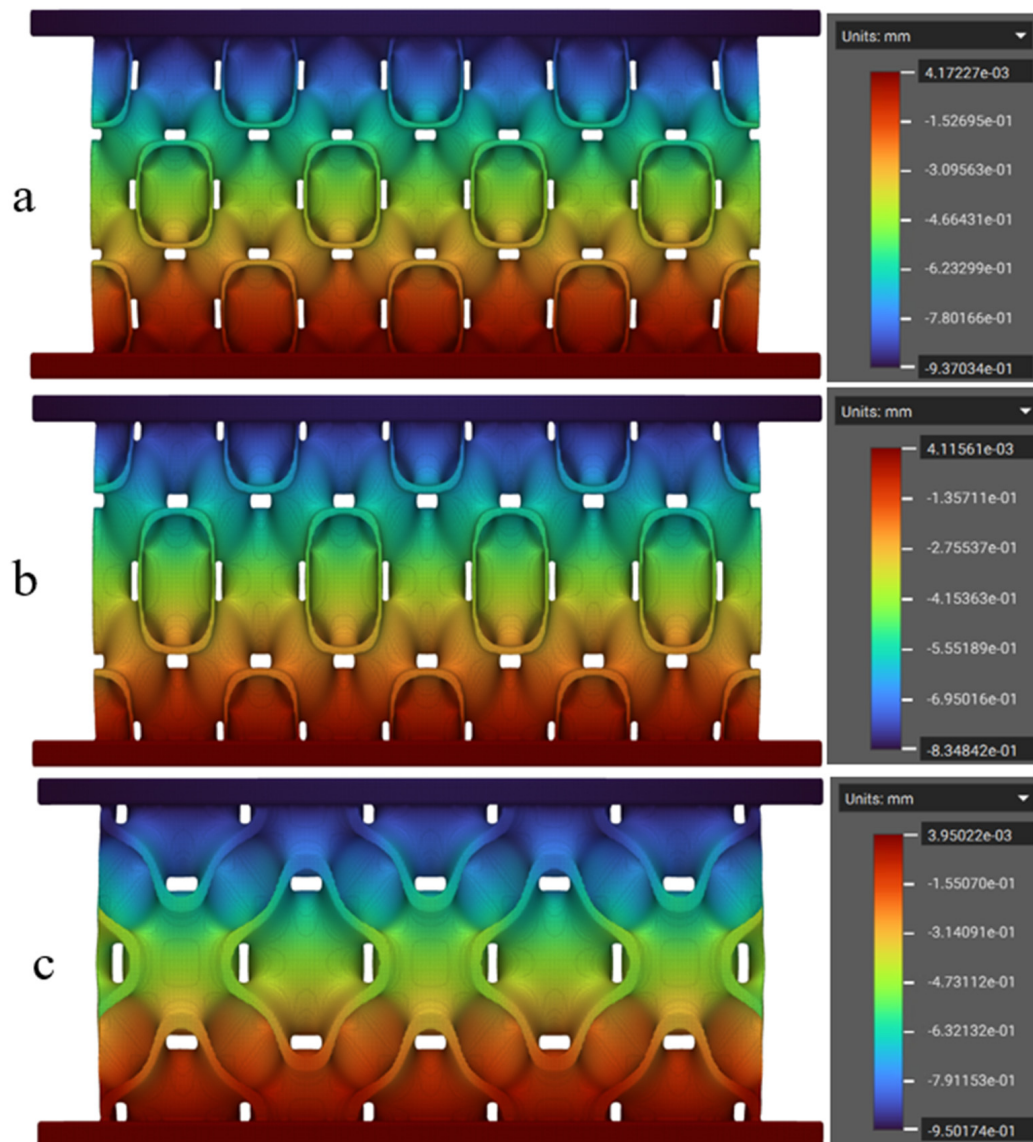 a
Units: mm
4.17227e-03
-1.52695e-01
-3.09563e-01
-4.66431e-01
-6.23299e-01
-7.80166e-01
-9.37034e-01
b
Units: mm
4.11561e-03
-1.35711e-01
-2.75537e-01
-4.15363e-01
-5.55189e-01
-6.95016e-01
-8.34842e-01
c
Units: mm
3.95022e-03
-1.55070e-01
-3.14091e-01
-4.73112e-01
-6.32132e-01
-7.91153e-01
-9.50174e-01